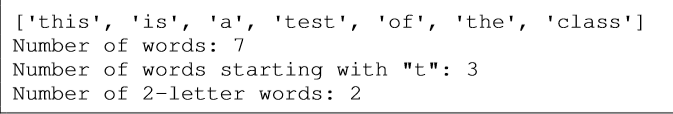 ['this', 'is', 'a', 'test', 'of', 'the', 'class']
Number of words: 7
Number of words starting with "t": 3
Number of 2-letter words: 2